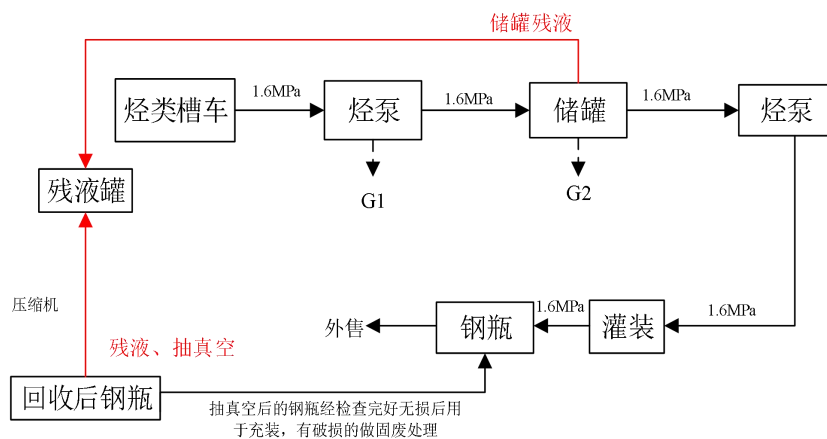 储罐残液
烃类槽车
1.6MPa
烃泵
1.6MPa
储罐
1.6MPa
烃泵
G1
G2
残液罐
压缩机
残液、抽真空
外售
钢瓶
1.6MPa
灌装
1.6MPa
回收后钢瓶
抽真空后的钢瓶经检查完好无损后用
于充装，有破损的做固废处理